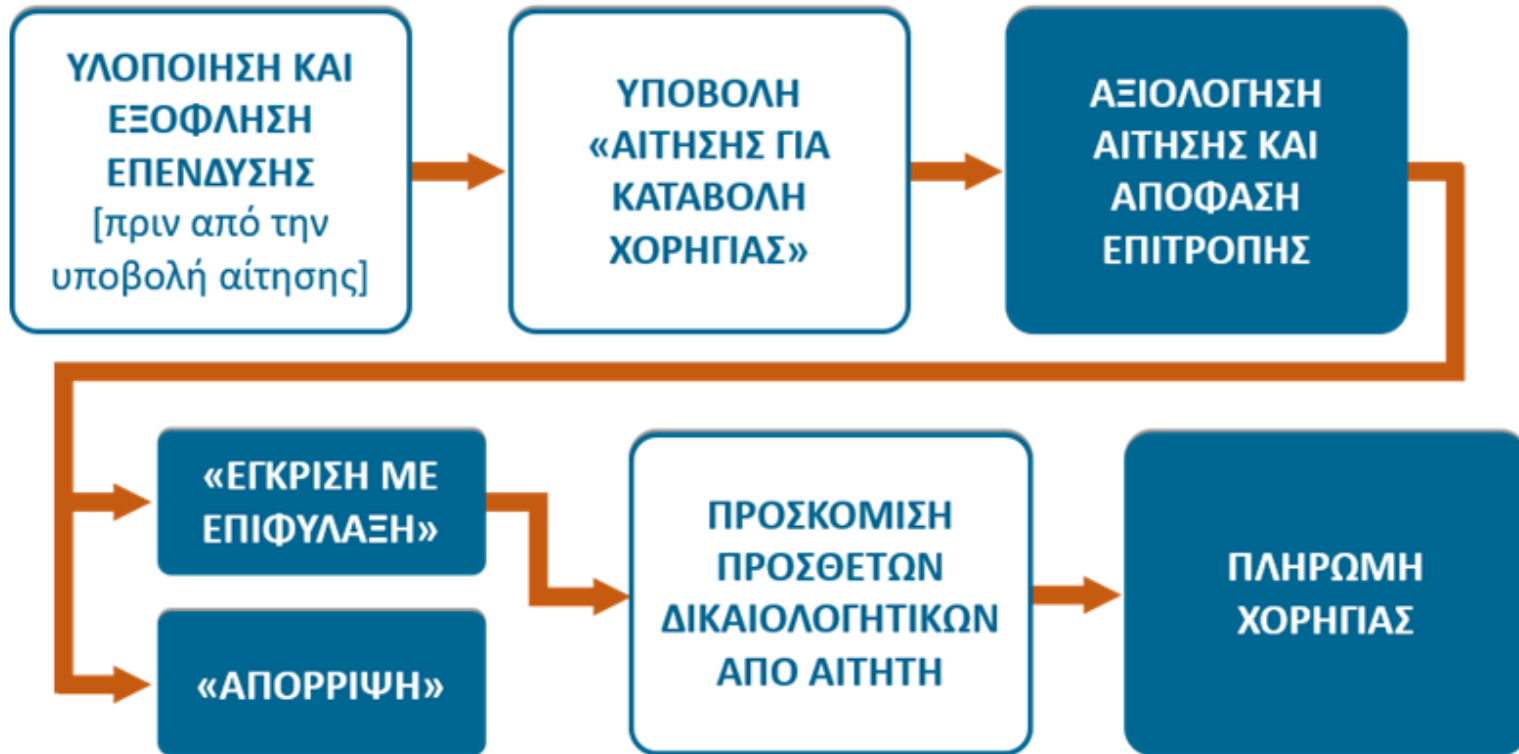 ΥΛΟΠΟΙΗΣΗ ΚΑΙ
ΕΞΟΦΛΗΣΗ
ΕΠΕΝΔΥΣΗΣ
[πριν από την
υποβολή αίτησης]
ΥΠΟΒΟΛΗ
«ΑΙΤΗΣΗΣ ΓΙΑ
ΚΑΤΑΒΟΛΗ
ΧΟΡΗΓΙΑΣ»
ΑΞΙΟΛΟΓΗΣΗ
ΑΙΤΗΣΗΣ ΚΑΙ
ΑΠΟΦΑΣΗ
ΕΠΙΤΡΟΠΗΣ
«ΕΓΚΡΙΣΗ ΜΕ
ΕΠΙΦΥΛΑΞΗ»
«ΑΠΟΡΡΙΨΗ»
ΠΡΟΣΚΟΜΙΣΗ
ΠΡΟΣΘΕΤΩΝ
ΔΙΚΑΙΟΛΟΓΗΤΙΚΩΝ
ΑΠΟ ΑΙΤΗΤΗ
ΠΛΗΡΩΜΗ
ΧΟΡΗΓΙΑΣ